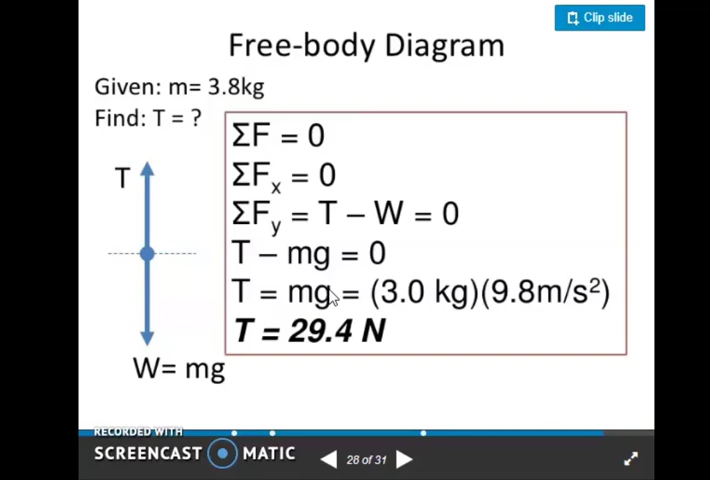 Clip slide
Free-body Diagram
Given: m= 3.8kg
Find: T = ?
ΣF = 0
ΣFₓ = 0
ΣFᵧ = T – W = 0
T – mg = 0
T = mg = (3.0 kg)(9.8m/s²)
T = 29.4 N
T
W= mg
RECORDED WITH
SCREENCAST MATIC
28 of 31